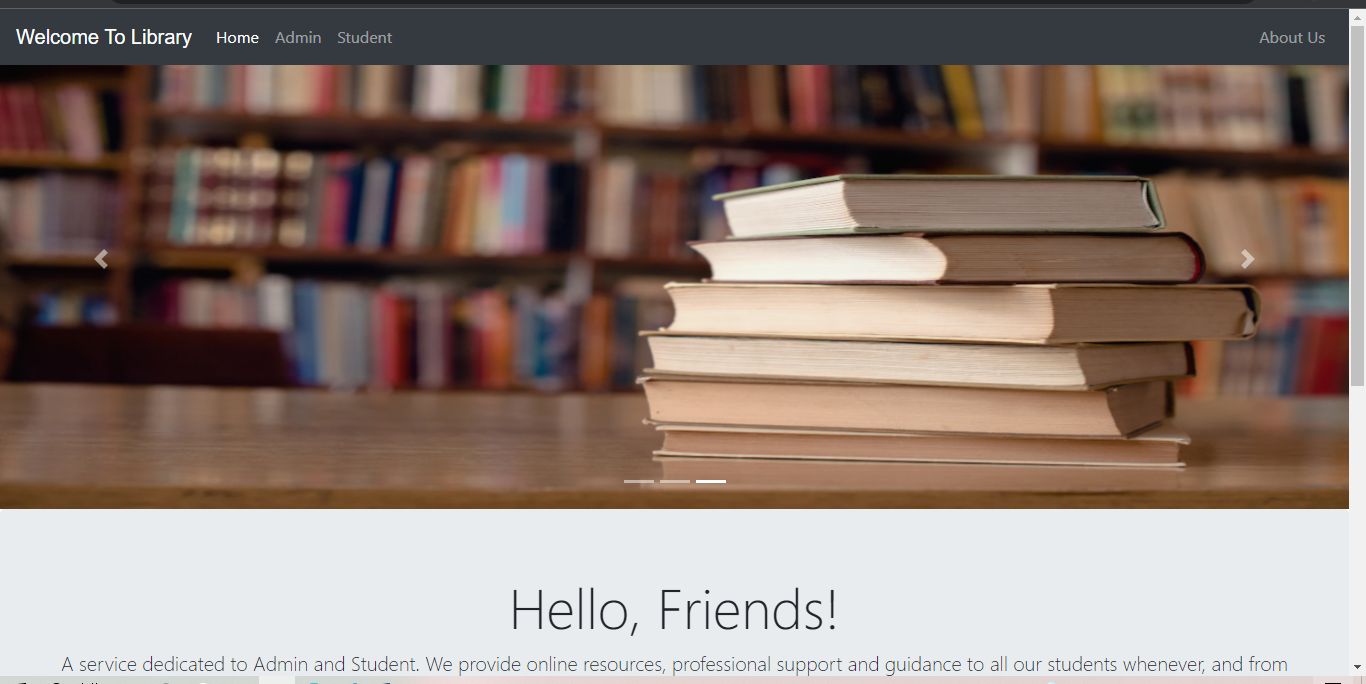 Welcome To Library Home Admin Student About Us
Hello, Friends!
A service dedicated to Admin and Student. We provide online resources, professional support and guidance to all our students whenever, and from